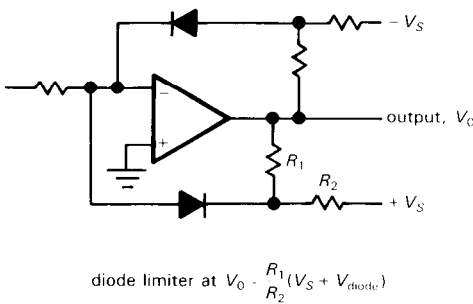 − V_S
−
output, V_O
+
R_1
R_2
+ V_S
diode limiter at V_O - R_1/R_2 (V_S + V_diode)